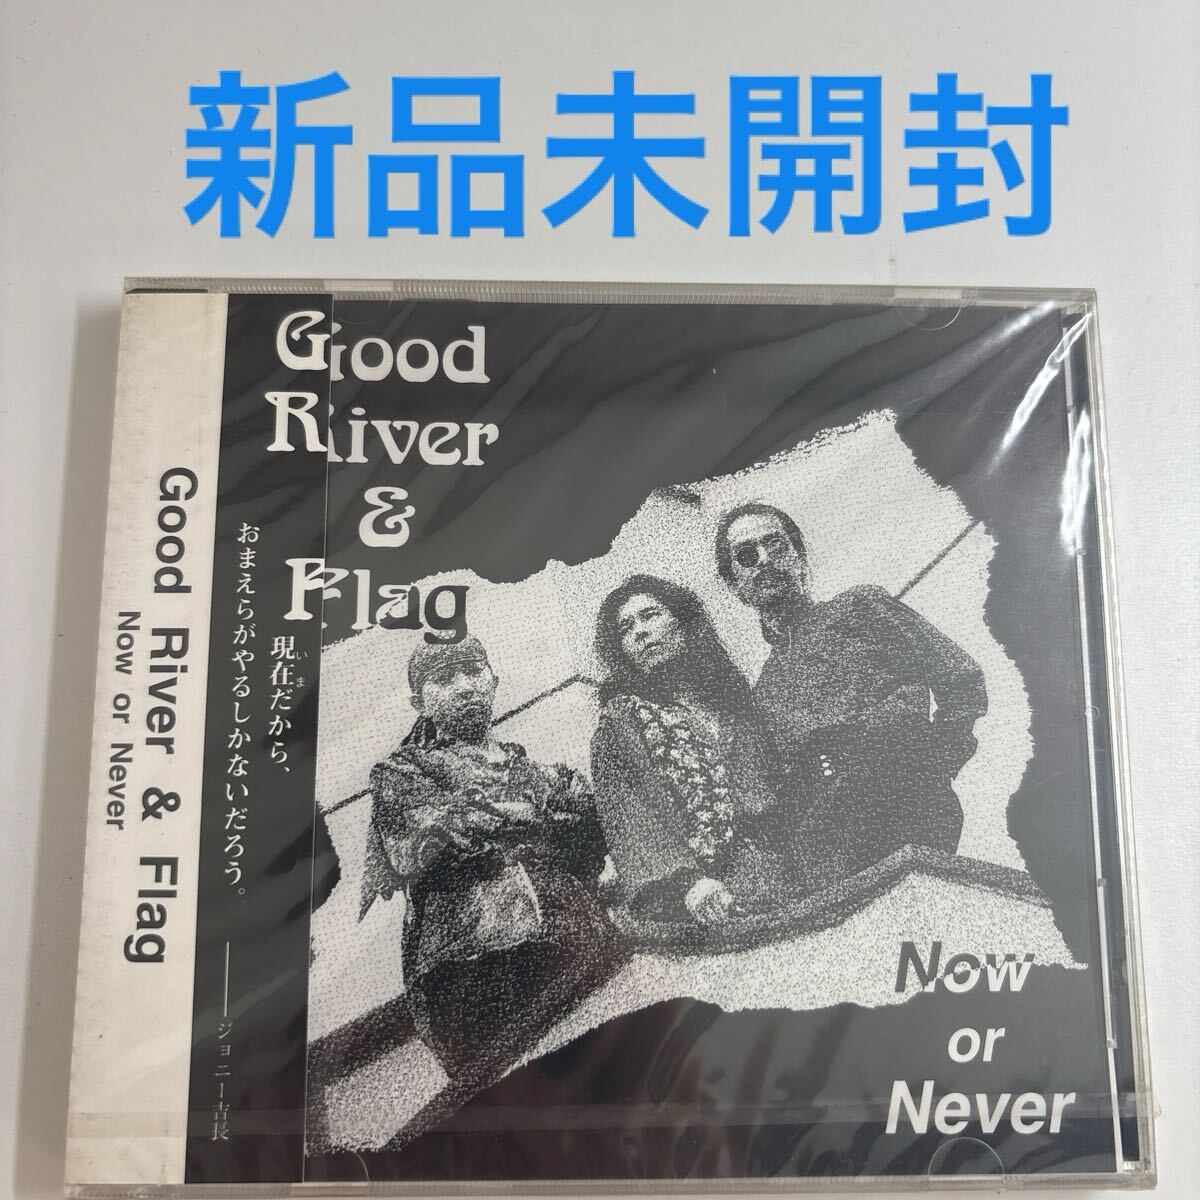 新品未開封
Good
River
&
Flag
現在だから、
いま
おまえらがやるしかないだろう。
——ジョニー吉長
Good River & Flag
Now or Never
Now
or
Never